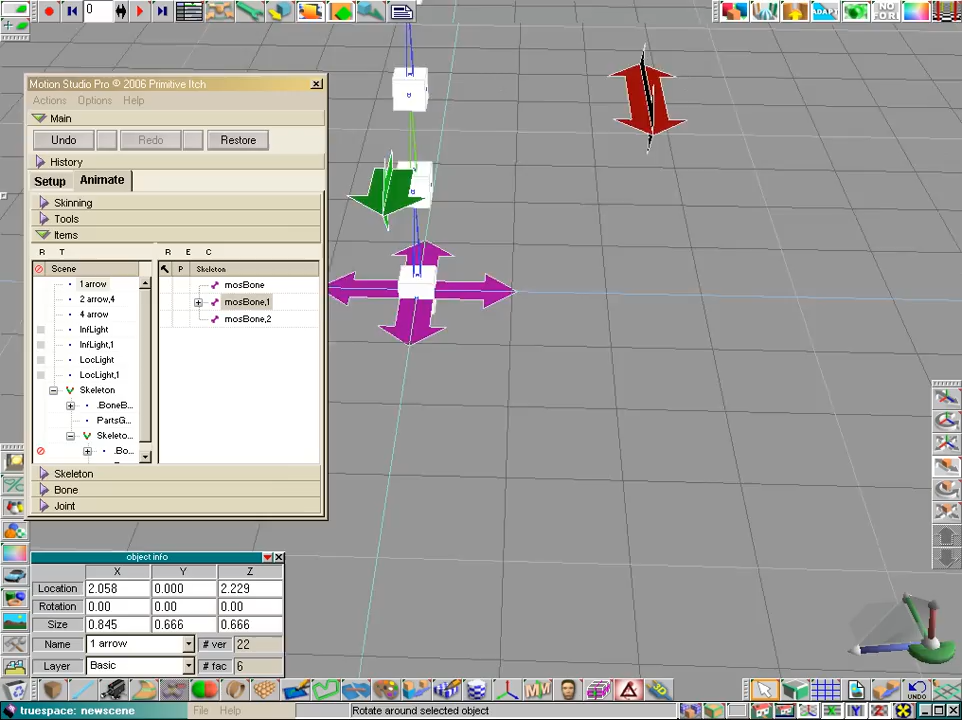 0
ADAPT
NO
FOR
Motion Studio Pro © 2006 Primitive Itch
Actions Options Help
Main
Undo Redo Restore
History
Setup Animate
Skinning
Tools
Items
R T R E C
Scene P Skeleton
1 arrow mosBone
2 arrow,4 mosBone,1
4 arrow mosBone,2
InfLight
InfLight,1
LocLight
LocLight,1
Skeleton
.BoneB...
PartsG...
Skeleto...
.Bo...
Skeleton
Bone
Joint
object info
X Y Z
Location 2.058 0.000 2.229
Rotation 0.00 0.00 0.00
Size 0.845 0.666 0.666
Name 1 arrow # ver 22
Layer Basic # fac 6
MW
UNDO
truespace: newscene File Help Rotate around selected object
X Y Z